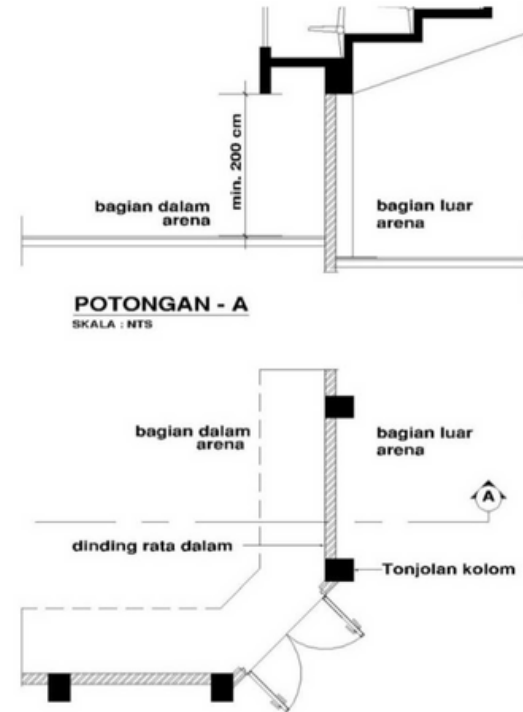 min. 200 cm
bagian dalam
arena
bagian luar
arena
POTONGAN - A
SKALA : NTS
bagian dalam
arena
bagian luar
arena
A
dinding rata dalam
Tonjolan kolom